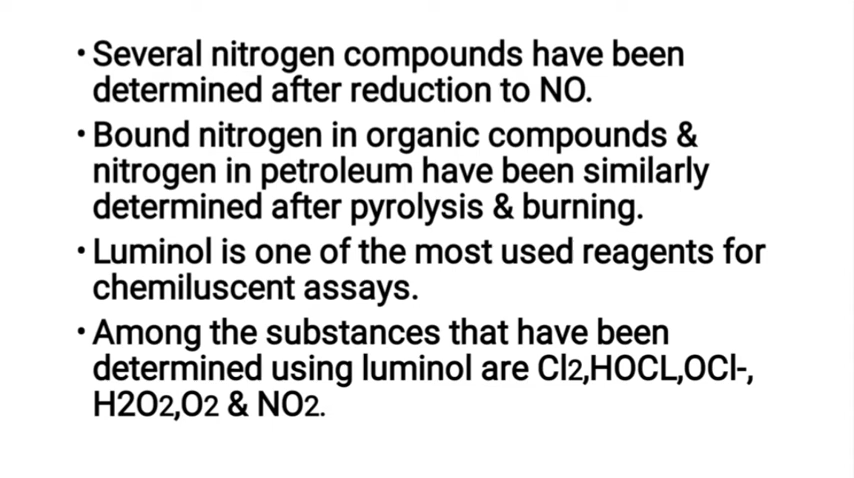 • Several nitrogen compounds have been
determined after reduction to NO.
• Bound nitrogen in organic compounds &
nitrogen in petroleum have been similarly
determined after pyrolysis & burning.
• Luminol is one of the most used reagents for
chemiluscent assays.
• Among the substances that have been
determined using luminol are Cl2,HOCL,OCl-,
H2O2,O2 & NO2.